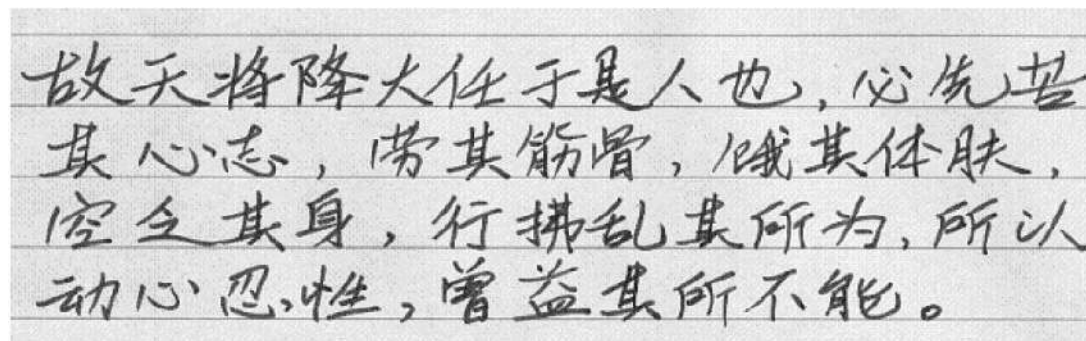 故天将降大任于是人也,必先苦
其心志,劳其筋骨,饿其体肤,
空乏其身,行拂乱其所为,所以
动心忍性,曾益其所不能。